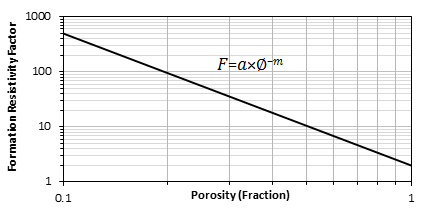 1000
100
10
1
Formation Resistivity Factor
F=a×Ø⁻ᵐ
0.1
Porosity (Fraction)
1